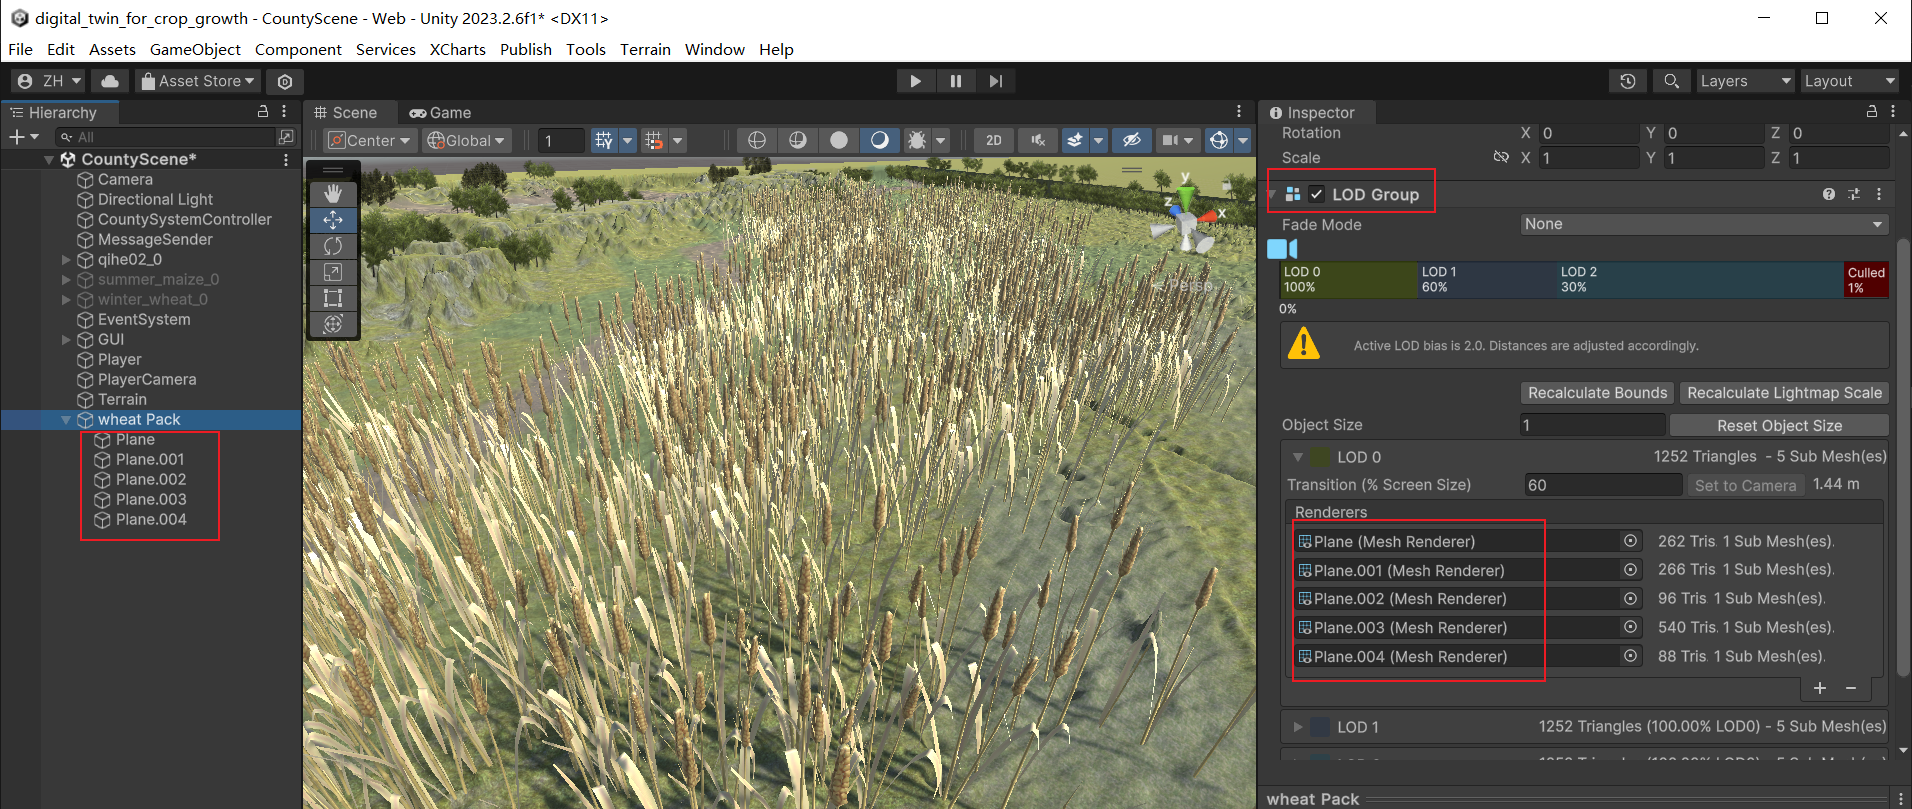 digital_twin_for_crop_growth - CountyScene - Web - Unity 2023.2.6f1* <DX11>
File Edit Assets GameObject Component Services XCharts Publish Tools Terrain Window Help
ZH Asset Store Layers Layout
Hierarchy
All
CountyScene*
Camera
Directional Light
CountySystemController
MessageSender
qihe02_0
summer_maize_0
winter_wheat_0
EventSystem
GUI
Player
PlayerCamera
Terrain
wheat Pack
Plane
Plane.001
Plane.002
Plane.003
Plane.004
Scene Game
Center Global 1 2D
y
z
x
Persp
Inspector
Rotation X 0 Y 0 Z 0
Scale X 1 Y 1 Z 1
LOD Group
Fade Mode None
LOD 0 LOD 1 LOD 2 Culled
100% 60% 30% 1%
0%
Active LOD bias is 2.0. Distances are adjusted accordingly.
Recalculate Bounds Recalculate Lightmap Scale
Object Size 1 Reset Object Size
LOD 0 1252 Triangles - 5 Sub Mesh(es)
Transition (% Screen Size) 60 Set to Camera 1.44 m
Renderers
Plane (Mesh Renderer) 262 Tris. 1 Sub Mesh(es).
Plane.001 (Mesh Renderer) 266 Tris. 1 Sub Mesh(es).
Plane.002 (Mesh Renderer) 96 Tris. 1 Sub Mesh(es).
Plane.003 (Mesh Renderer) 540 Tris. 1 Sub Mesh(es).
Plane.004 (Mesh Renderer) 88 Tris. 1 Sub Mesh(es).
LOD 1 1252 Triangles (100.00% LOD0) - 5 Sub Mesh(es)
wheat Pack